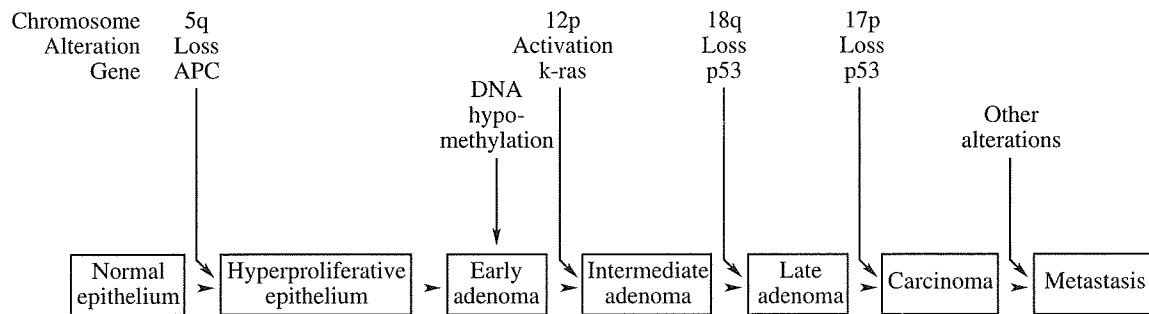 Chromosome 5q 12p 18q 17p
Alteration Loss Activation Loss Loss
Gene APC k-ras p53 p53
DNA
hypo-
methylation
Other
alterations
Normal
epithelium
Hyperproliferative
epithelium
Early
adenoma
Intermediate
adenoma
Late
adenoma
Carcinoma
Metastasis